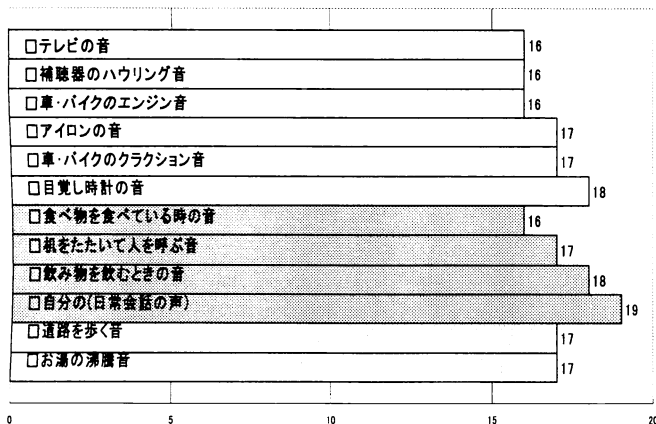 □テレビの音 16
□補聴器のハウリング音 16
□車・バイクのエンジン音 16
□アイロンの音 17
□車・バイクのクラクション音 17
□目覚し時計の音 18
□食べ物を食べている時の音 16
□机をたたいて人を呼ぶ音 17
□飲み物を飲むときの音 18
□自分の(日常会話の声) 19
□道路を歩く音 17
□お湯の沸騰音 17
0 5 10 15 20